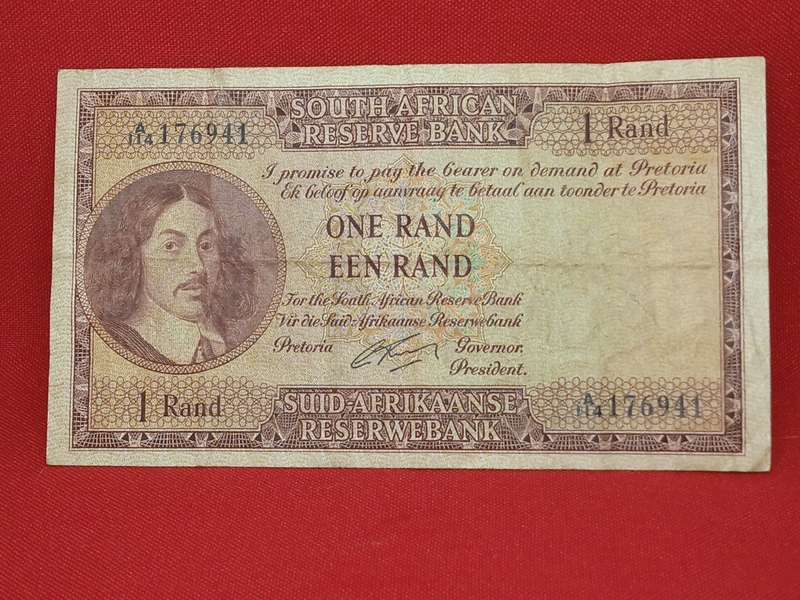 SOUTH AFRICAN
RESERVE BANK
A/114 176941
1 Rand
I promise to pay the bearer on demand at Pretoria
Ek beloof op aanvraag te betaal aan toonder te Pretoria
ONE RAND
EEN RAND
For the South African Reserve Bank
Vir die Suid-Afrikaanse Reserwebank
Pretoria Governor.
President.
1 Rand
SUID-AFRIKAANSE
RESERWEBANK
A/114 176941